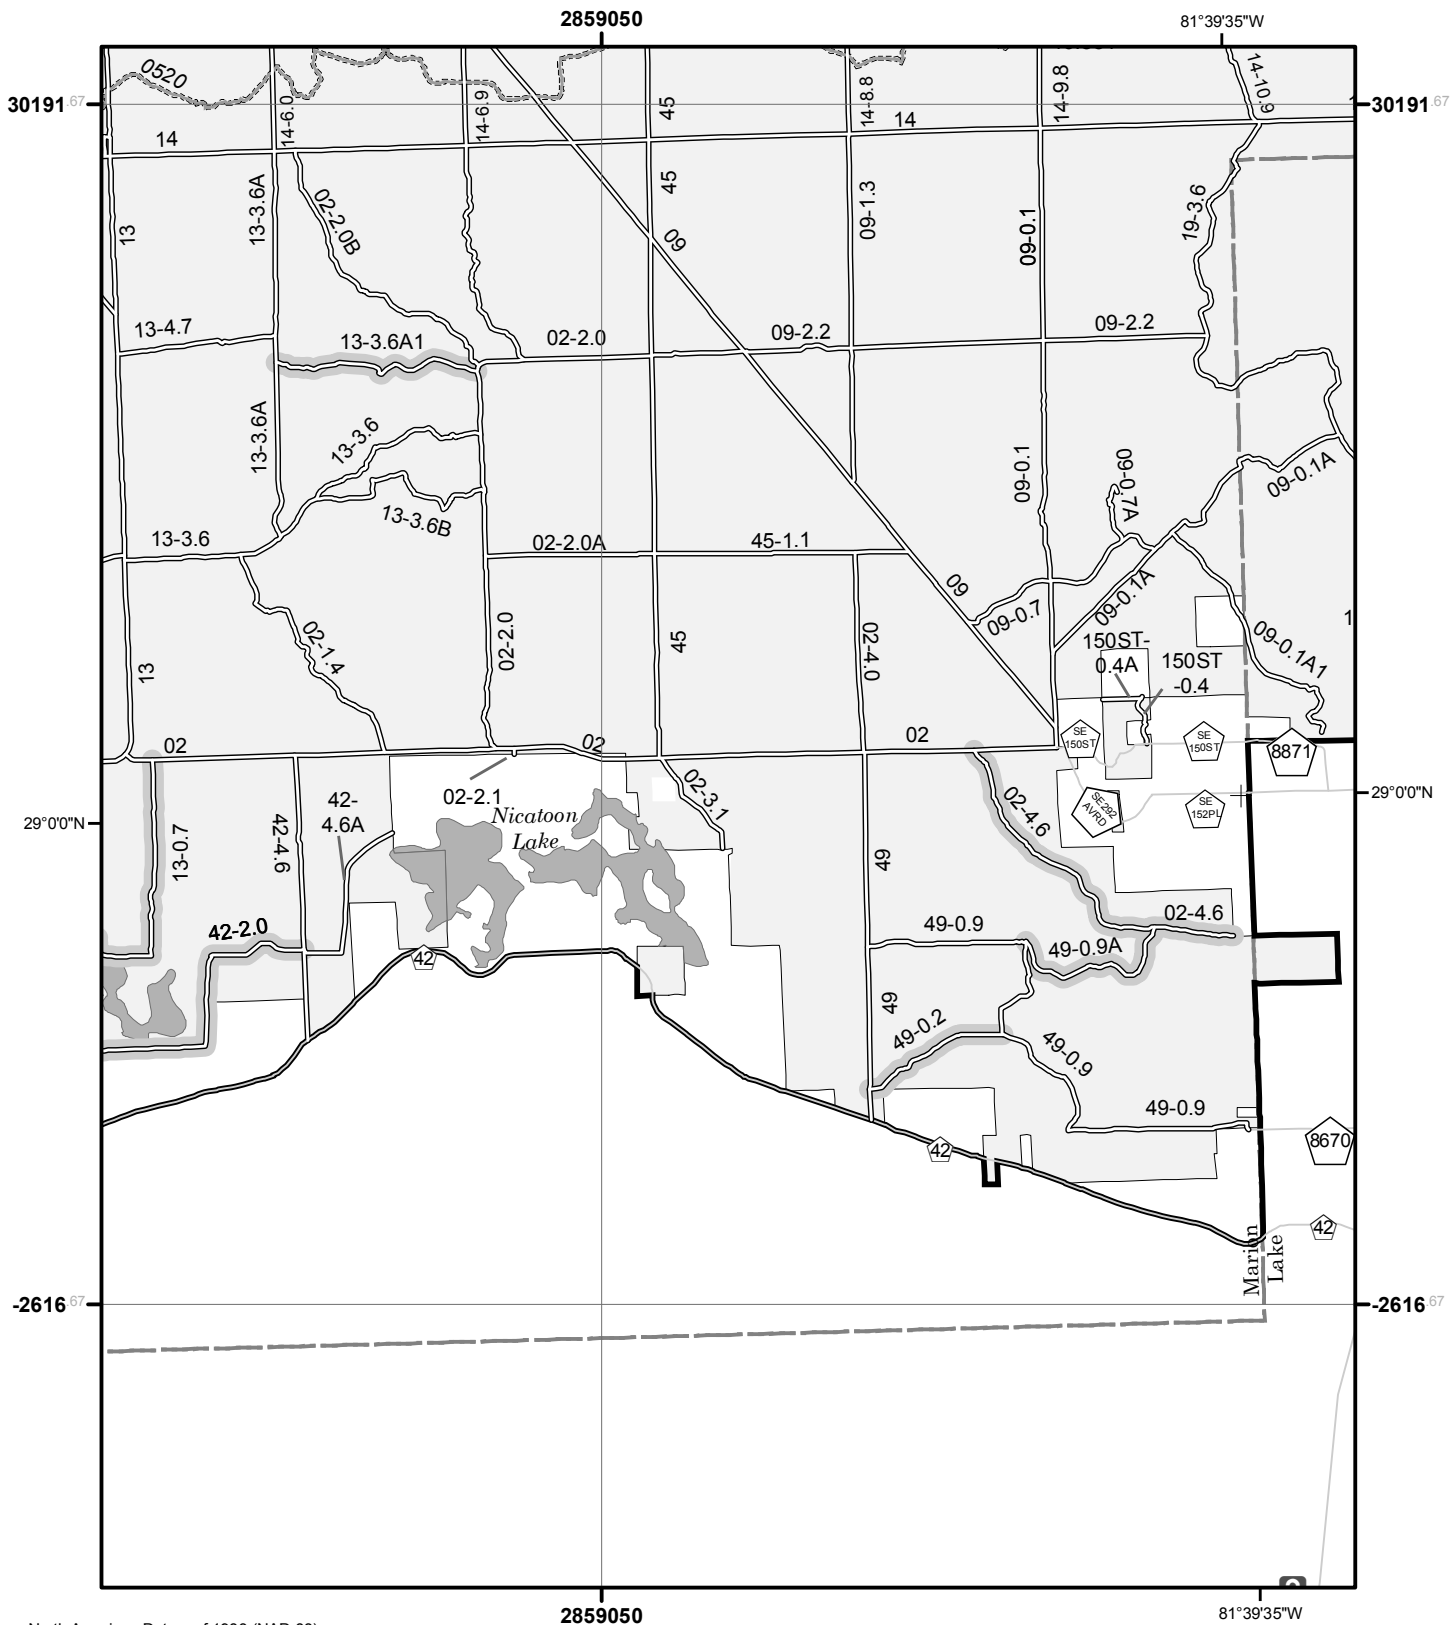 2859050
81°39'35"W
30191.67
30191.67
0520
14-6.0
14-6.9
45
14-8.8
14-9.8
14-10.9
14
14
13
13-3.6A
02-2.0B
45
09
09-1.3
09-0.1
19-3.6
13-4.7
13-3.6A1
02-2.0
09-2.2
09-2.2
13-3.6A
13-3.6
09-0.1
09-0.7A
09-0.1A
13-3.6B
13-3.6
02-2.0A
45-1.1
09
09-0.7
09-0.1A
02-1.4
02-2.0
45
02-4.0
150ST-
0.4A
150ST
-0.4
09-0.1A1
13
02
02
02
SE
150ST
SE
150ST
8871
02-2.1
02-3.1
02-4.6
SE 292
AVRD
SE
152PL
29°0'0"N
29°0'0"N
42-
4.6A
Nicatoon
Lake
13-0.7
42-4.6
49
42-2.0
49-0.9
49-0.9A
02-4.6
42
49
49-0.2
49-0.9
49-0.9
42
8670
42
Marion
Lake
-2616.67
-2616.67
2859050
81°39'35"W